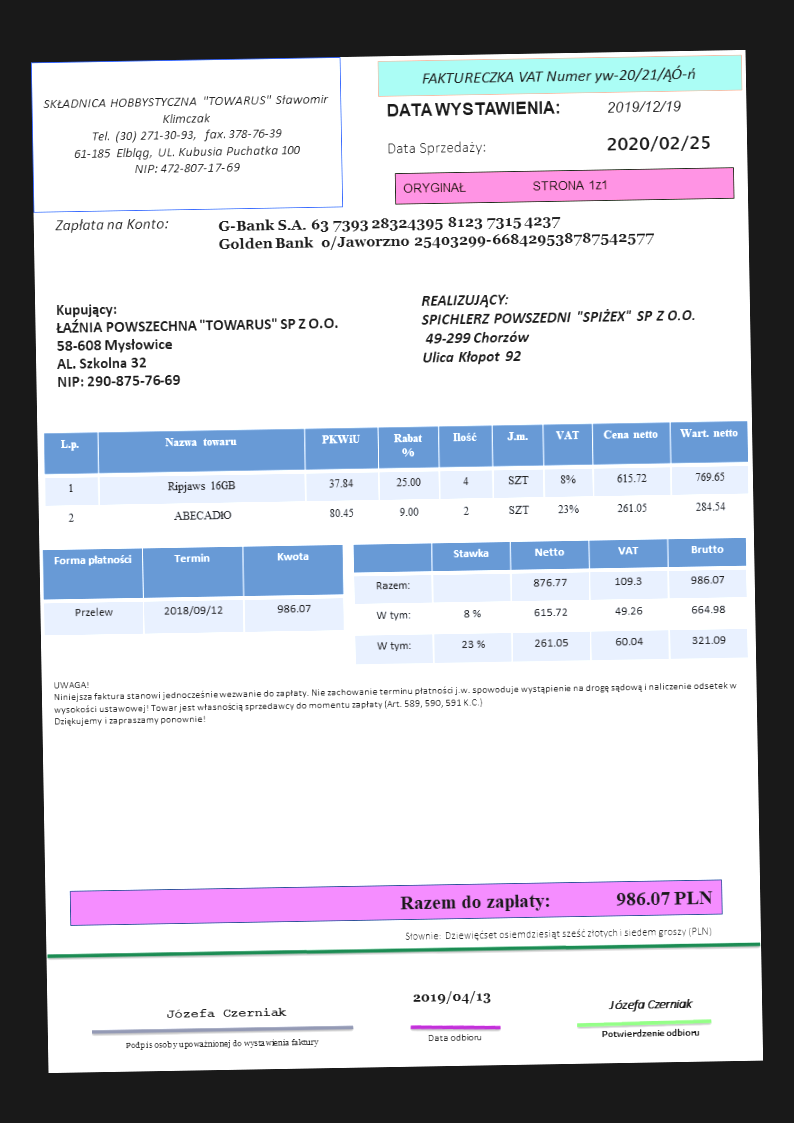 SKŁADNICA HOBBYSTYCZNA "TOWARUS" Sławomir
Klimczak
Tel. (30) 271-30-93, fax. 378-76-39
61-185 Elbląg, UL. Kubusia Puchatka 100
NIP: 472-807-17-69
FAKTURECZKA VAT Numer yw-20/21/ĄÓ-ń
DATA WYSTAWIENIA: 2019/12/19
Data Sprzedaży: 2020/02/25
ORYGINAŁ STRONA 1z1
Zapłata na Konto: G-Bank S.A. 63 7393 28324395 8123 7315 4237
Golden Bank o/Jaworzno 25403299-668429538787542577
Kupujący:
ŁAŹNIA POWSZECHNA "TOWARUS" SP Z O.O.
58-608 Mysłowice
AL. Szkolna 32
NIP: 290-875-76-69
REALIZUJĄCY:
SPICHLERZ POWSZEDNI "SPIŻEX" SP Z O.O.
49-299 Chorzów
Ulica Kłopot 92
L.p. Nazwa towaru PKWiU Rabat % Ilość J.m. VAT Cena netto Wart. netto
1 Ripjaws 16GB 37.84 25.00 4 SZT 8% 615.72 769.65
2 ABECADłO 80.45 9.00 2 SZT 23% 261.05 284.54
Forma płatności Termin Kwota
Przelew 2018/09/12 986.07
Stawka Netto VAT Brutto
Razem: 876.77 109.3 986.07
W tym: 8 % 615.72 49.26 664.98
W tym: 23 % 261.05 60.04 321.09
UWAGA!
Niniejsza faktura stanowi jednocześnie wezwanie do zapłaty. Nie zachowanie terminu płatności j.w. spowoduje wystąpienie na drogę sądową i naliczenie odsetek w
wysokości ustawowej! Towar jest własnością sprzedawcy do momentu zapłaty (Art. 589, 590, 591 K.C.)
Dziękujemy i zapraszamy ponownie!
Razem do zapłaty: 986.07 PLN
Słownie: Dziewięćset osiemdziesiąt sześć złotych i siedem groszy (PLN)
Józefa Czerniak
Podpis osoby upoważnionej do wystawienia faktury
2019/04/13
Data odbioru
Józefa Czerniak
Potwierdzenie odbioru